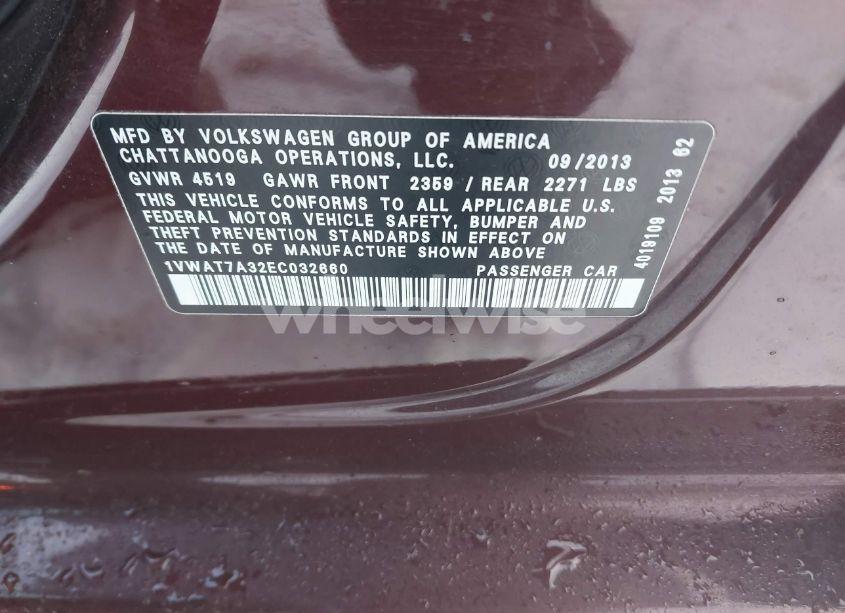 MFD BY VOLKSWAGEN GROUP OF AMERICA
CHATTANOOGA OPERATIONS, LLC. 09/2013
GVWR 4519 GAWR FRONT 2359 / REAR 2271 LBS
THIS VEHICLE CONFORMS TO ALL APPLICABLE U.S.
FEDERAL MOTOR VEHICLE SAFETY, BUMPER AND
THEFT PREVENTION STANDARDS IN EFFECT ON
THE DATE OF MANUFACTURE SHOWN ABOVE
1VWAT7A32EC032660 PASSENGER CAR
4019109 2013 62
wheelwise